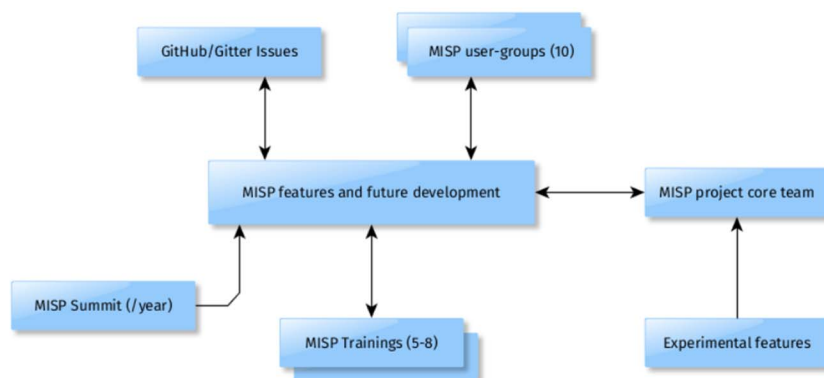 GitHub/Gitter Issues
MISP user-groups (10)
MISP features and future development
MISP project core team
MISP Summit (/year)
MISP Trainings (5-8)
Experimental features